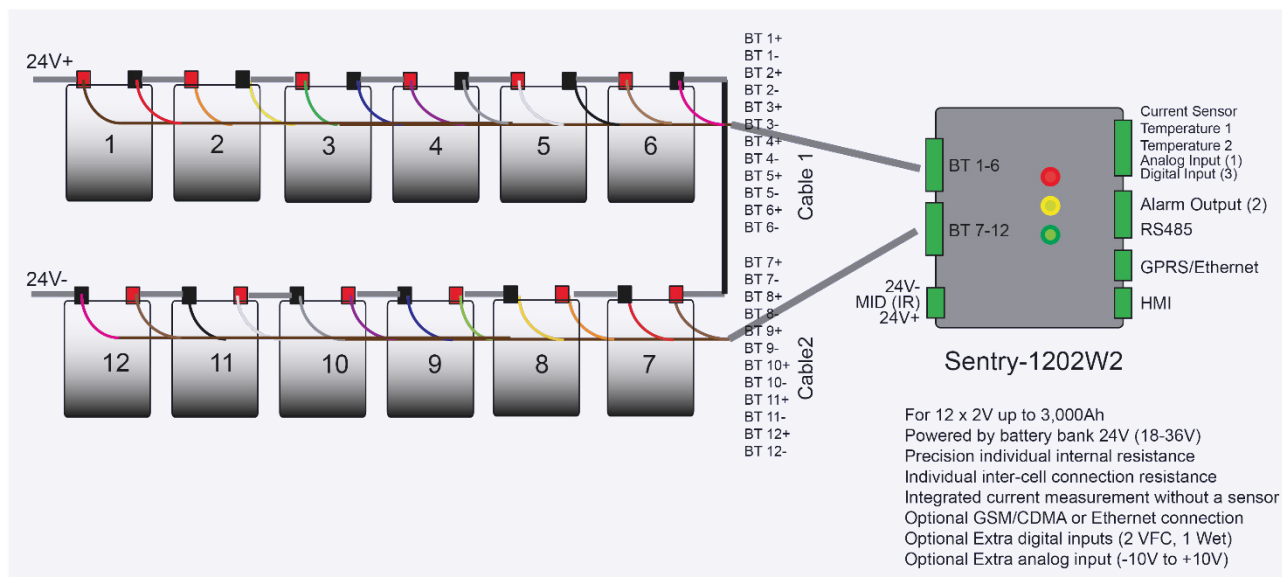 24V+
1
2
3
4
5
6
24V-
12
11
10
9
8
7
BT 1+
BT 1-
BT 2+
BT 2-
BT 3+
BT 3-
BT 4+
BT 4-
BT 5+
BT 5-
BT 6+
BT 6-
Cable 1
BT 7+
BT 7-
BT 8+
BT 8-
BT 9+
BT 9-
BT 10+
BT 10-
BT 11+
BT 11-
BT 12+
BT 12-
Cable2
BT 1-6
BT 7-12
24V-
MID (IR)
24V+
Current Sensor
Temperature 1
Temperature 2
Analog Input (1)
Digital Input (3)
Alarm Output (2)
RS485
GPRS/Ethernet
HMI
Sentry-1202W2
For 12 x 2V up to 3,000Ah
Powered by battery bank 24V (18-36V)
Precision individual internal resistance
Individual inter-cell connection resistance
Integrated current measurement without a sensor
Optional GSM/CDMA or Ethernet connection
Optional Extra digital inputs (2 VFC, 1 Wet)
Optional Extra analog input (-10V to +10V)